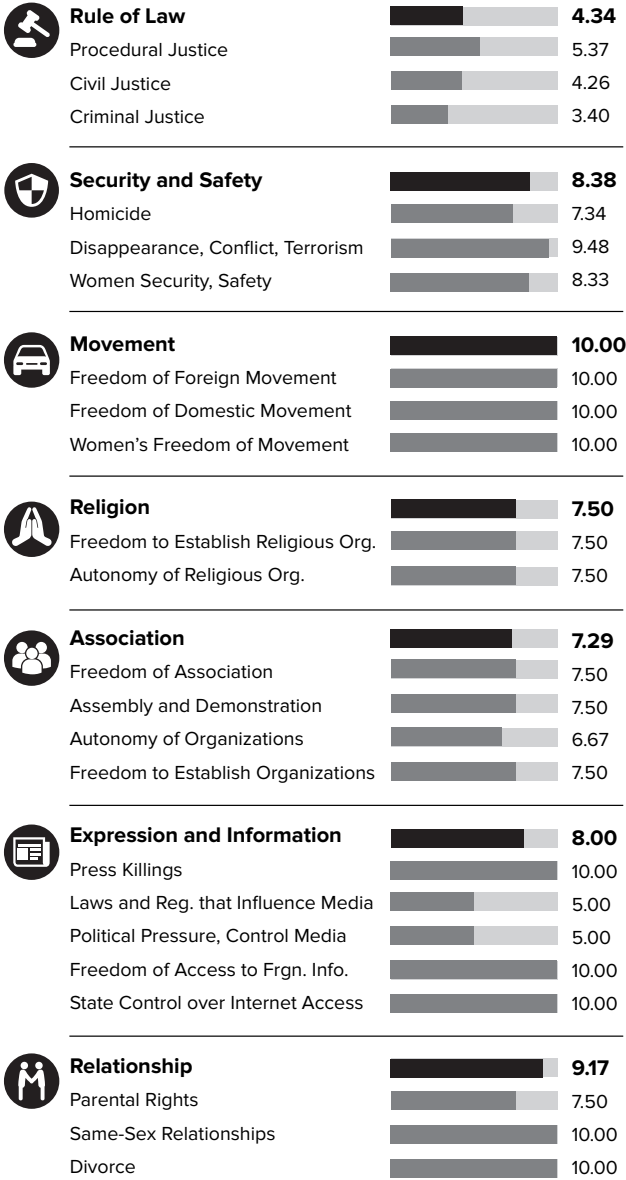 Rule of Law 4.34
Procedural Justice 5.37
Civil Justice 4.26
Criminal Justice 3.40
Security and Safety 8.38
Homicide 7.34
Disappearance, Conflict, Terrorism 9.48
Women Security, Safety 8.33
Movement 10.00
Freedom of Foreign Movement 10.00
Freedom of Domestic Movement 10.00
Women's Freedom of Movement 10.00
Religion 7.50
Freedom to Establish Religious Org. 7.50
Autonomy of Religious Org. 7.50
Association 7.29
Freedom of Association 7.50
Assembly and Demonstration 7.50
Autonomy of Organizations 6.67
Freedom to Establish Organizations 7.50
Expression and Information 8.00
Press Killings 10.00
Laws and Reg. that Influence Media 5.00
Political Pressure, Control Media 5.00
Freedom of Access to Frgn. Info. 10.00
State Control over Internet Access 10.00
Relationship 9.17
Parental Rights 7.50
Same-Sex Relationships 10.00
Divorce 10.00